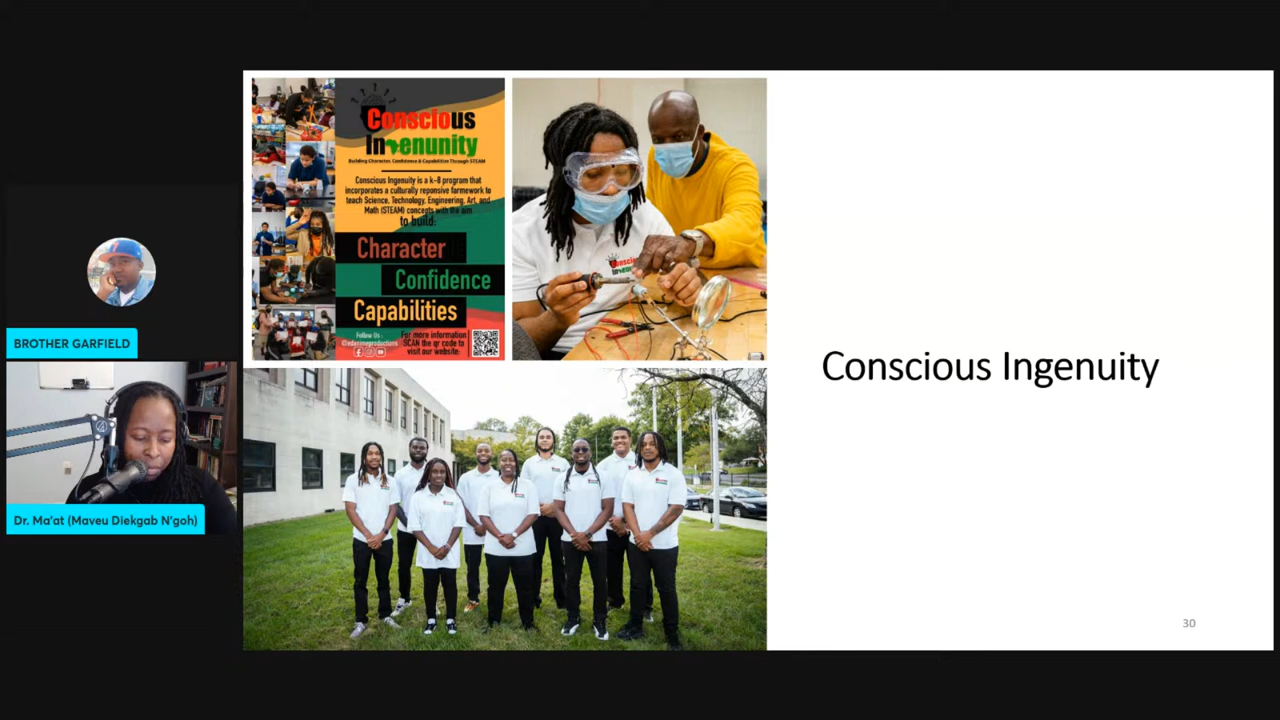 BROTHER GARFIELD
Dr. Ma'at (Maveu Diekgab N'goh)
Conscious
Ingenunity
Building Character, Confidence & Capabilities Through STEAM
Conscious Ingenuity is a k-8 program that
incorporates a culturally reponive farmework to
teach Science, Technology, Engineering, Art, and
Math (STEAM) concepts with the aim
to build:
Character
Confidence
Capabilities
Follow Us :
@edanimeproductions
For more information
SCAN the qr code to
visit our website:
Conscious Ingenuity
30